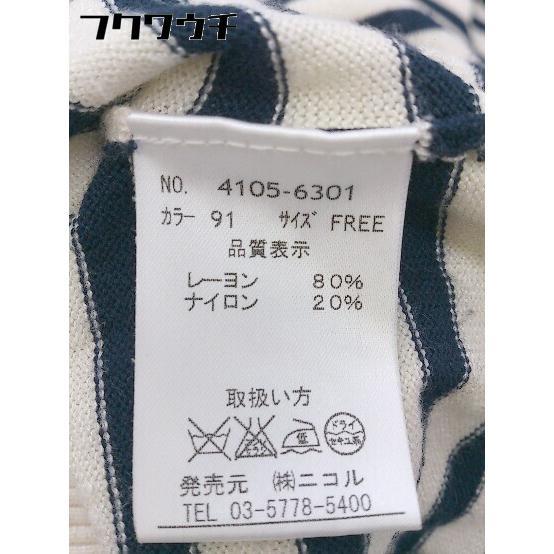 フクワウチ
NO. 4105-6301
カラー 91 サイズ FREE
品質表示
レーヨン 80%
ナイロン 20%
取扱い方
低 ドライ セキユ系
発売元 ㈱ニコル
TEL 03-5778-5400